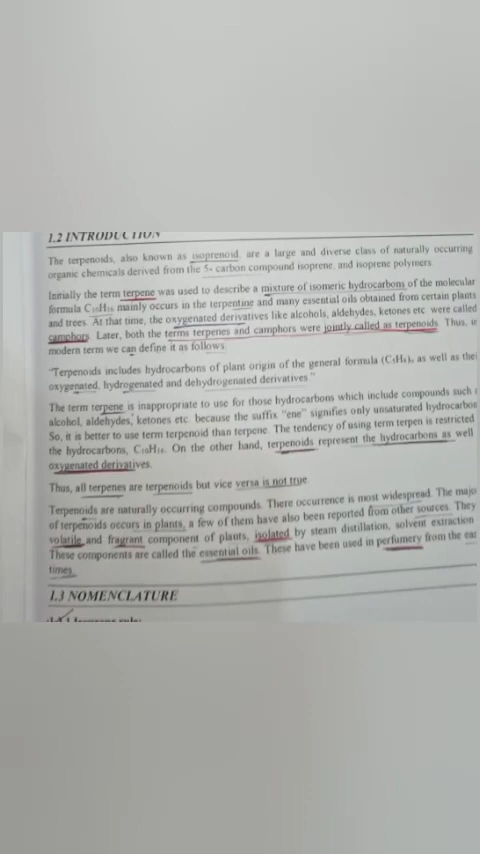 1.2 INTRODUCTION
The terpenoids, also known as isoprenoid, are a large and diverse class of naturally occurring
organic chemicals derived from the 5- carbon compound isoprene, and isoprene polymers
Initially the term terpene was used to describe a mixture of isomeric hydrocarbons of the molecular
formula C₁₀H₁₆ mainly occurs in the terpentine and many essential oils obtained from certain plants
and trees. At that time, the oxygenated derivatives like alcohols, aldehydes, ketones etc. were called
camphors. Later, both the terms terpenes and camphors were jointly called as terpenoids. Thus, in
modern term we can define it as follows
"Terpenoids includes hydrocarbons of plant origin of the general formula (C₅H₈), as well as thei
oxygenated, hydrogenated and dehydrogenated derivatives."
The term terpene is inappropriate to use for those hydrocarbons which include compounds such
alcohol, aldehydes, ketones etc. because the suffix "ene" signifies only unsaturated hydrocarbon
So, it is better to use term terpenoid than terpene. The tendency of using term terpen is restricted
the hydrocarbons, C₁₀H₁₆. On the other hand, terpenoids represent the hydrocarbons as well
oxygenated derivatives.
Thus, all terpenes are terpenoids but vice versa is not true.
Terpenoids are naturally occurring compounds. There occurrence is most widespread. The majo
of terpenoids occurs in plants, a few of them have also been reported from other sources. They
volatile and fragrant component of plants, isolated by steam distillation, solvent extraction
These components are called the essential oils. These have been used in perfumery from the ear
times.
1.3 NOMENCLATURE